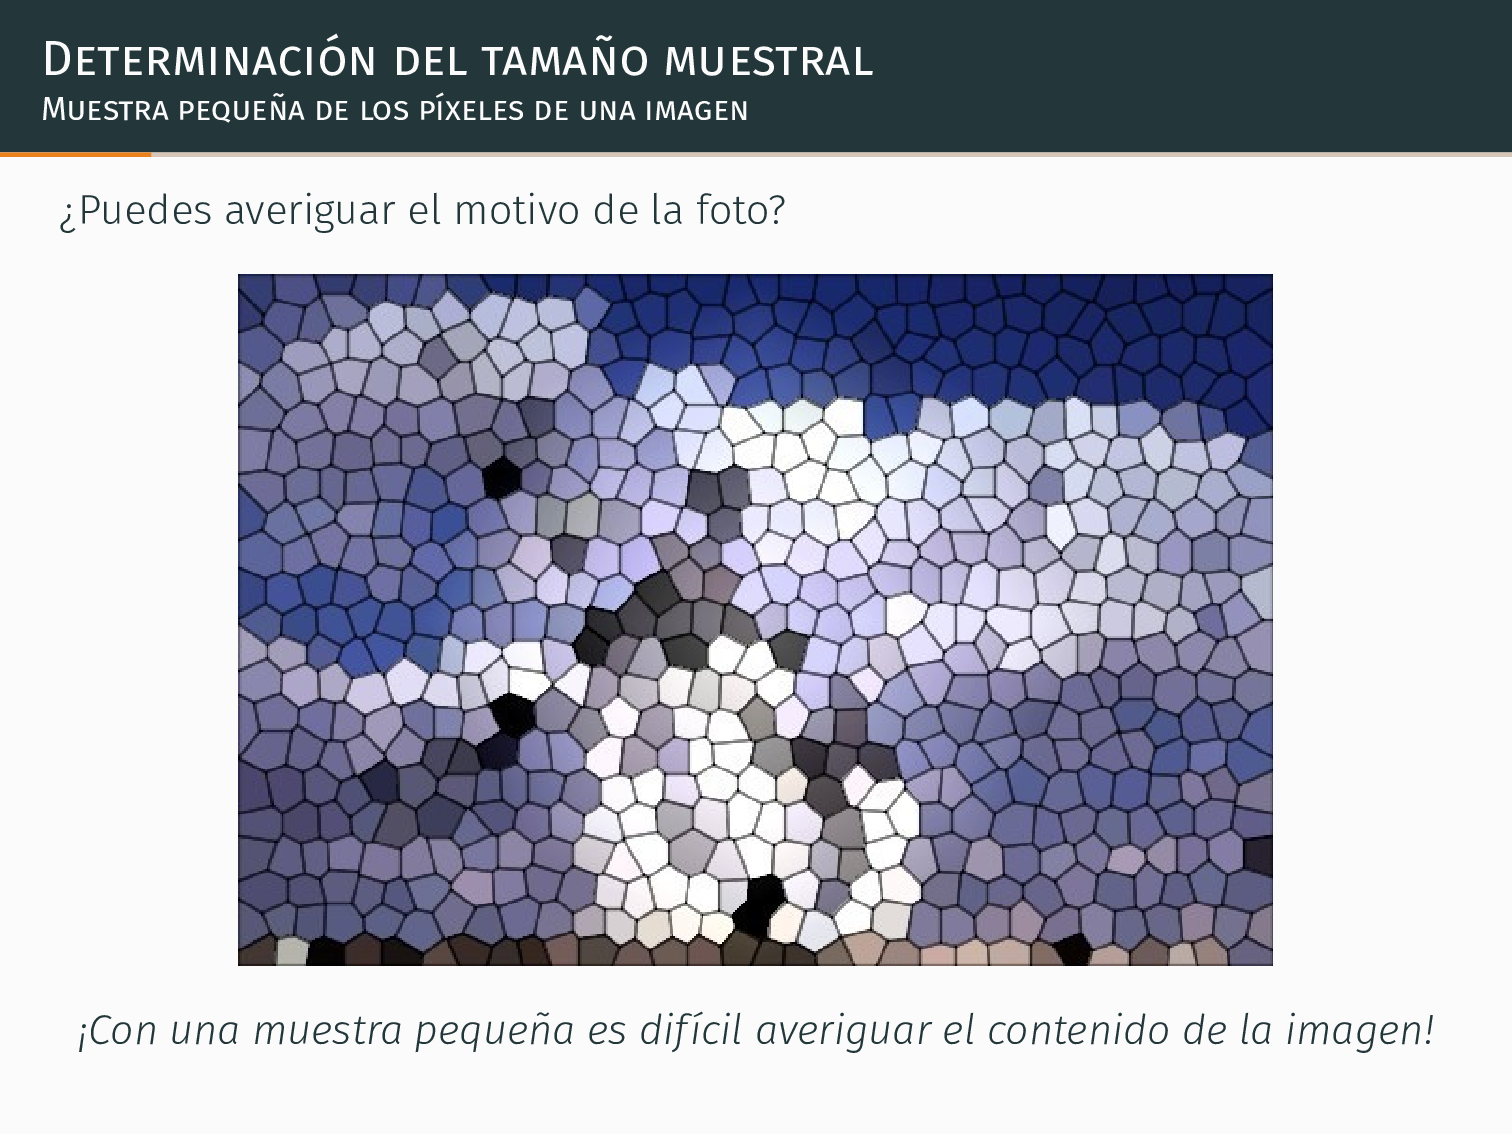 Determinación del tamaño muestral
Muestra pequeña de los píxeles de una imagen
¿Puedes averiguar el motivo de la foto?
¡Con una muestra pequeña es difícil averiguar el contenido de la imagen!